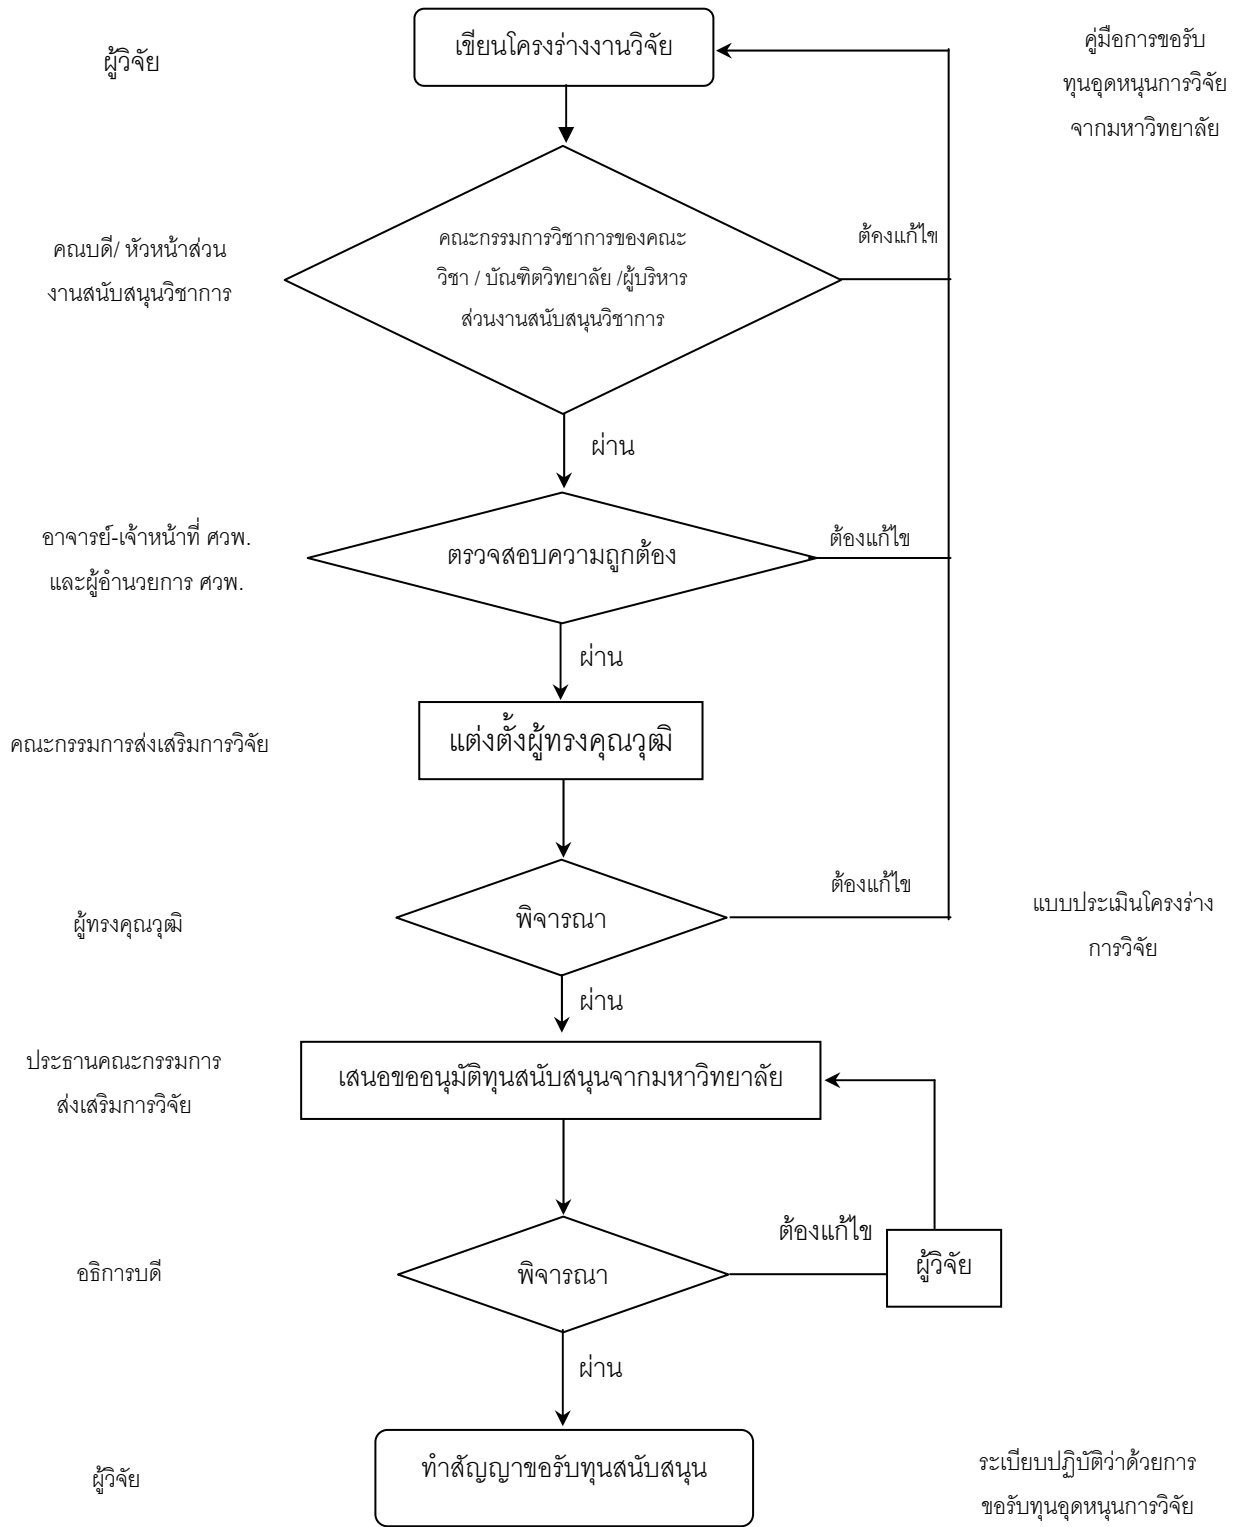 ผู้วิจัย
เขียนโครงร่างงานวิจัย
คู่มือการขอรับ
ทุนอุดหนุนการวิจัย
จากมหาวิทยาลัย
คณบดี/ หัวหน้าส่วน
งานสนับสนุนวิชาการ
คณะกรรมการวิชาการของคณะ
วิชา / บัณฑิตวิทยาลัย /ผู้บริหาร
ส่วนงานสนับสนุนวิชาการ
ต้องแก้ไข
ผ่าน
อาจารย์-เจ้าหน้าที่ ศวพ.
และผู้อำนวยการ ศวพ.
ตรวจสอบความถูกต้อง
ต้องแก้ไข
ผ่าน
คณะกรรมการส่งเสริมการวิจัย
แต่งตั้งผู้ทรงคุณวุฒิ
ผู้ทรงคุณวุฒิ
พิจารณา
ต้องแก้ไข
แบบประเมินโครงร่าง
การวิจัย
ผ่าน
ประธานคณะกรรมการ
ส่งเสริมการวิจัย
เสนอขออนุมัติทุนสนับสนุนจากมหาวิทยาลัย
อธิการบดี
พิจารณา
ต้องแก้ไข
ผู้วิจัย
ผ่าน
ผู้วิจัย
ทำสัญญาขอรับทุนสนับสนุน
ระเบียบปฏิบัติว่าด้วยการ
ขอรับทุนอุดหนุนการวิจัย